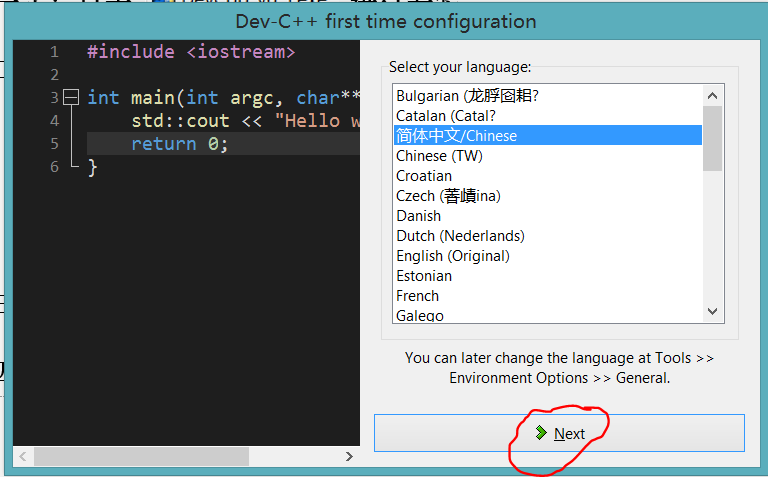 Dev-C++ first time configuration
1 #include <iostream>
2
3 int main(int argc, char**
4 std::cout << "Hello w
5 return 0;
6 }
Select your language:
Bulgarian (龙脬囵耜?
Catalan (Catal?
简体中文/Chinese
Chinese (TW)
Croatian
Czech (萫巆ina)
Danish
Dutch (Nederlands)
English (Original)
Estonian
French
Galego
You can later change the language at Tools >>
Environment Options >> General.
Next